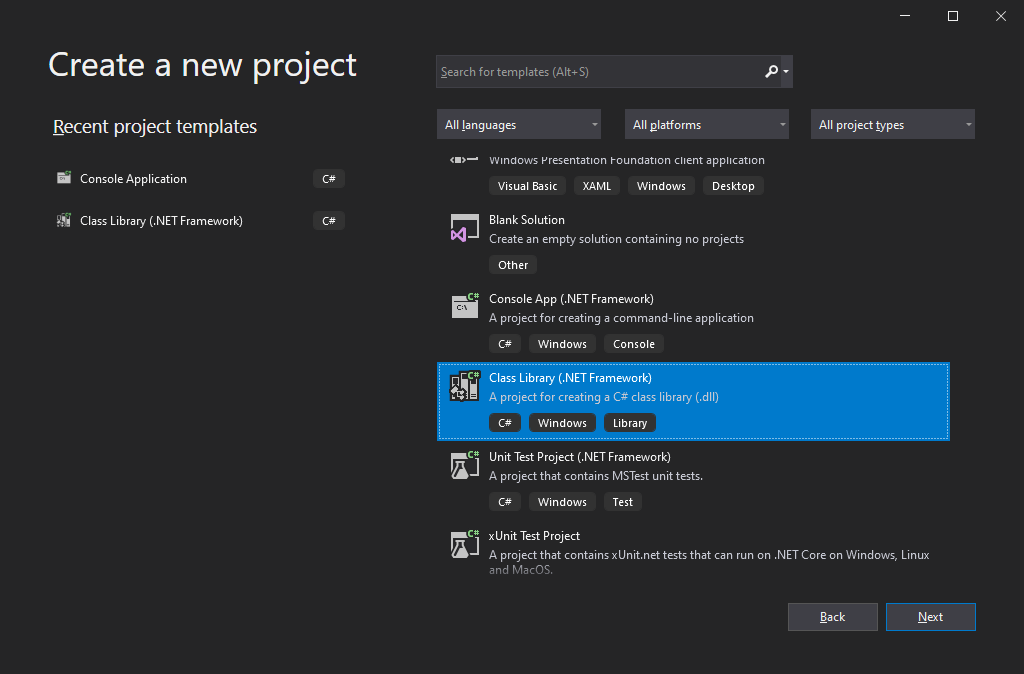 Create a new project
Recent project templates
Console Application C#
Class Library (.NET Framework) C#
Search for templates (Alt+S)
All languages All platforms All project types
Windows Presentation Foundation client application
Visual Basic XAML Windows Desktop
Blank Solution
Create an empty solution containing no projects
Other
C#
C:\
Console App (.NET Framework)
A project for creating a command-line application
C# Windows Console
C#
Class Library (.NET Framework)
A project for creating a C# class library (.dll)
C# Windows Library
C#
Unit Test Project (.NET Framework)
A project that contains MSTest unit tests.
C# Windows Test
C#
xUnit Test Project
A project that contains xUnit.net tests that can run on .NET Core on Windows, Linux
and MacOS.
Back Next